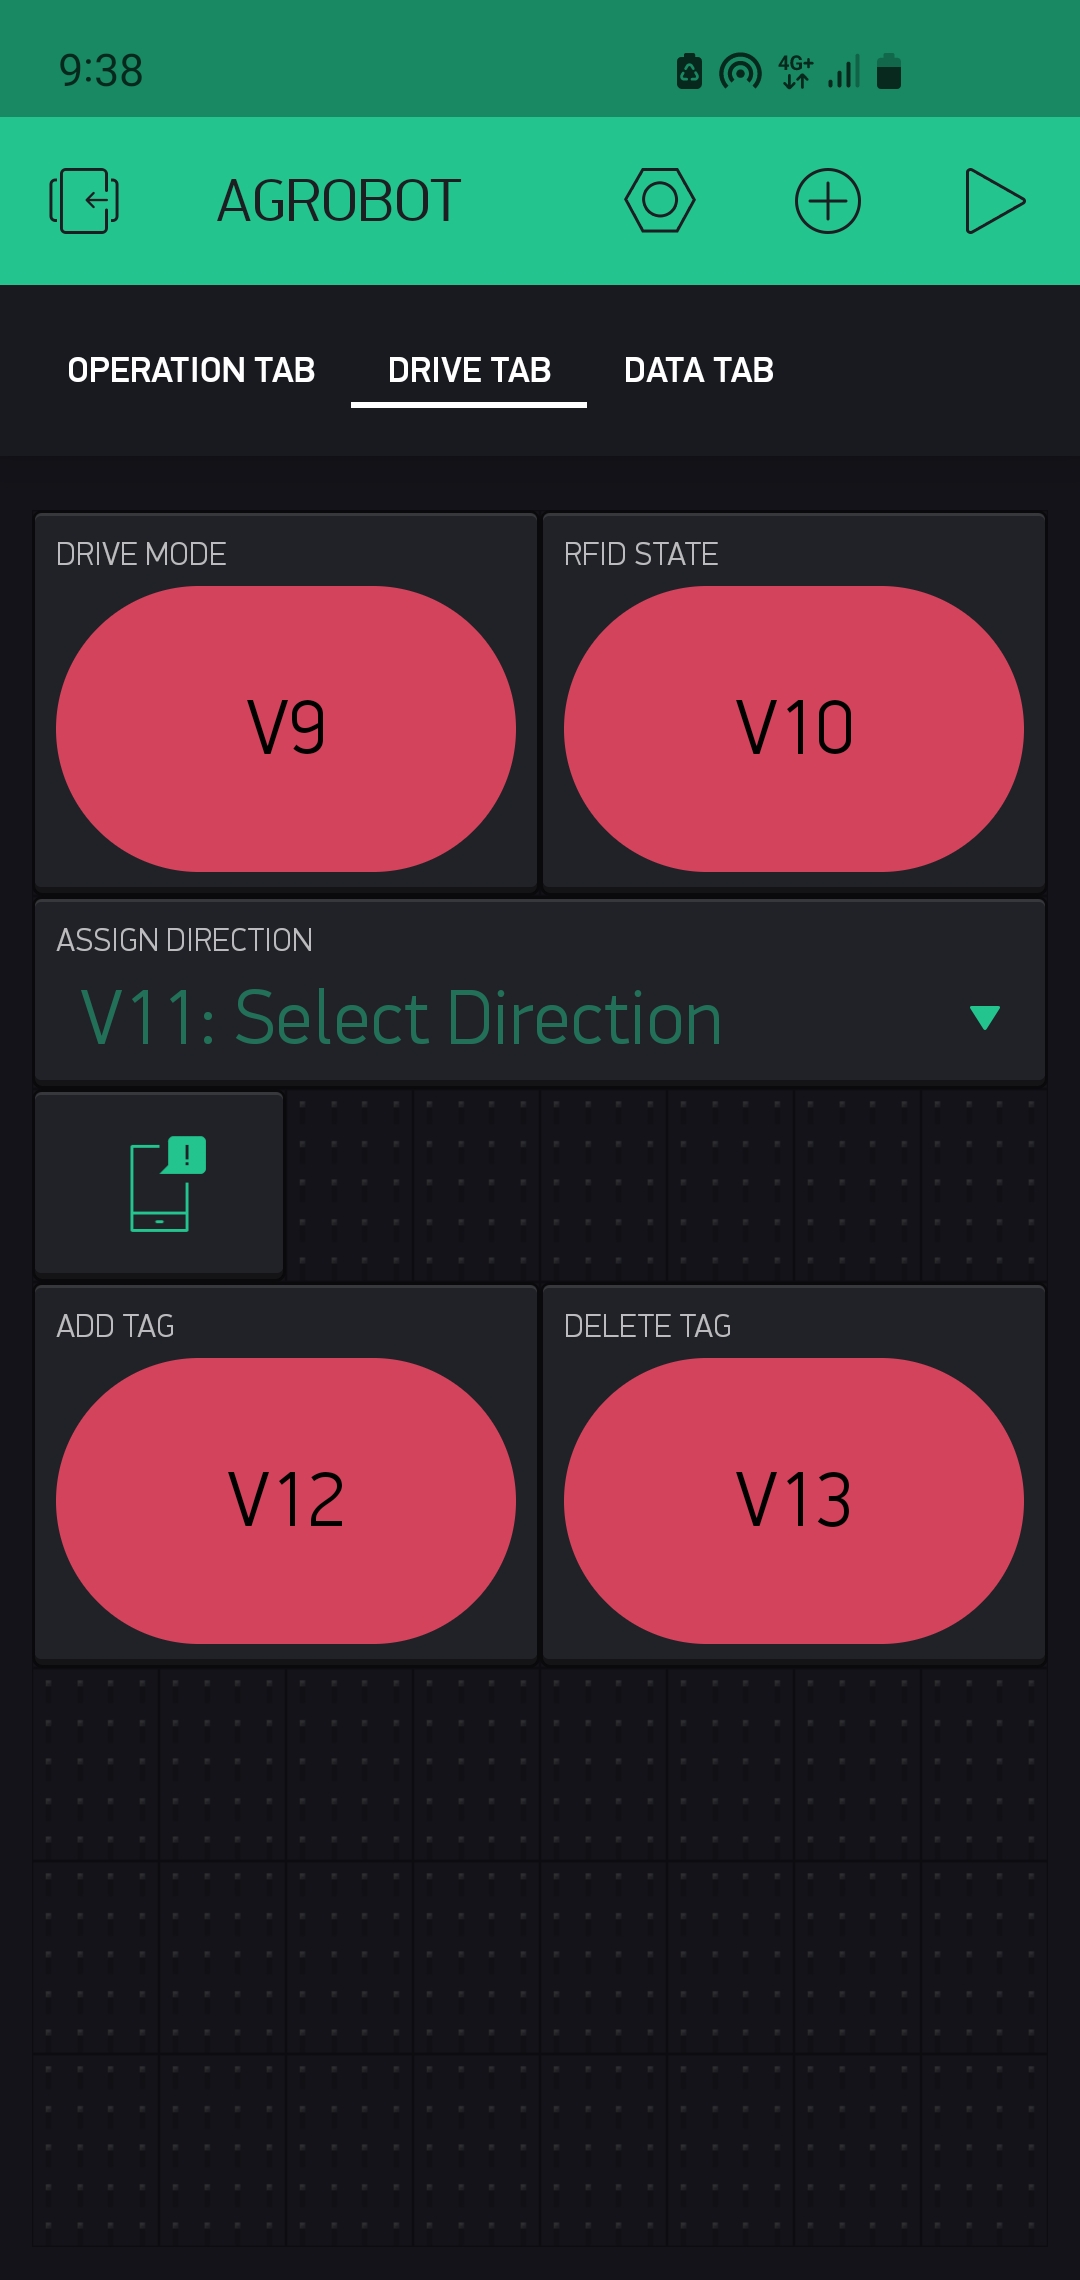 9:38
4G+
AGROBOT
OPERATION TAB DRIVE TAB DATA TAB
DRIVE MODE RFID STATE
V9 V10
ASSIGN DIRECTION
V11: Select Direction
!
ADD TAG DELETE TAG
V12 V13